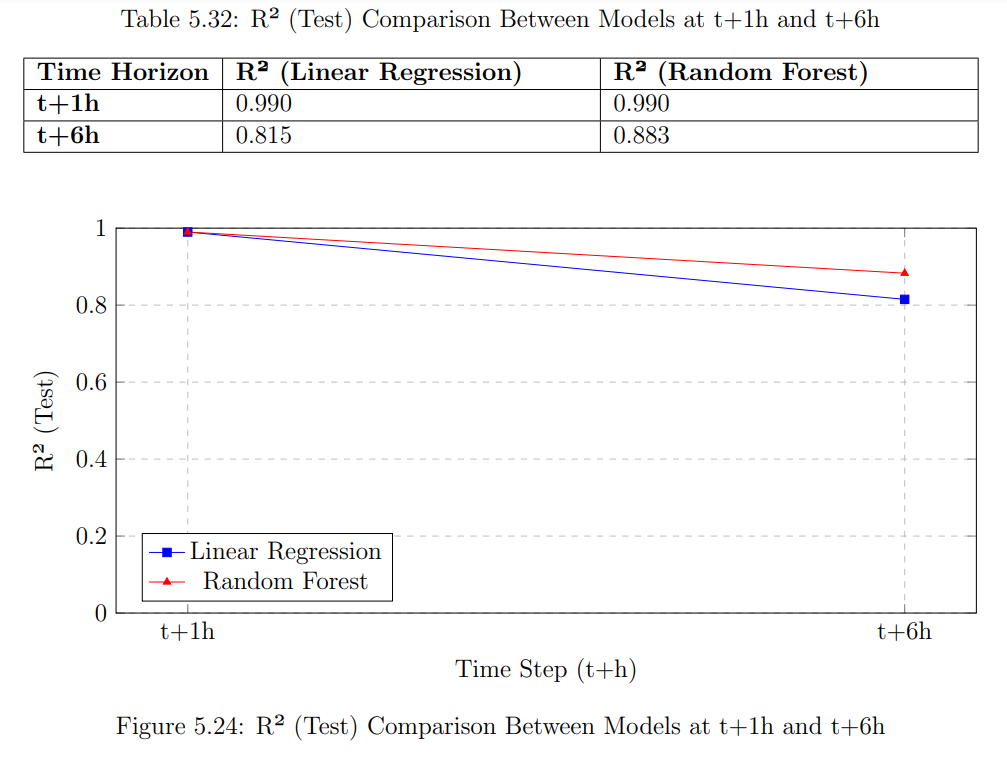 Table 5.32: R² (Test) Comparison Between Models at t+1h and t+6h
Time Horizon R² (Linear Regression) R² (Random Forest)
t+1h 0.990 0.990
t+6h 0.815 0.883
1
0.8
0.6
0.4
0.2
0
R² (Test)
Linear Regression
Random Forest
t+1h t+6h
Time Step (t+h)
Figure 5.24: R² (Test) Comparison Between Models at t+1h and t+6h